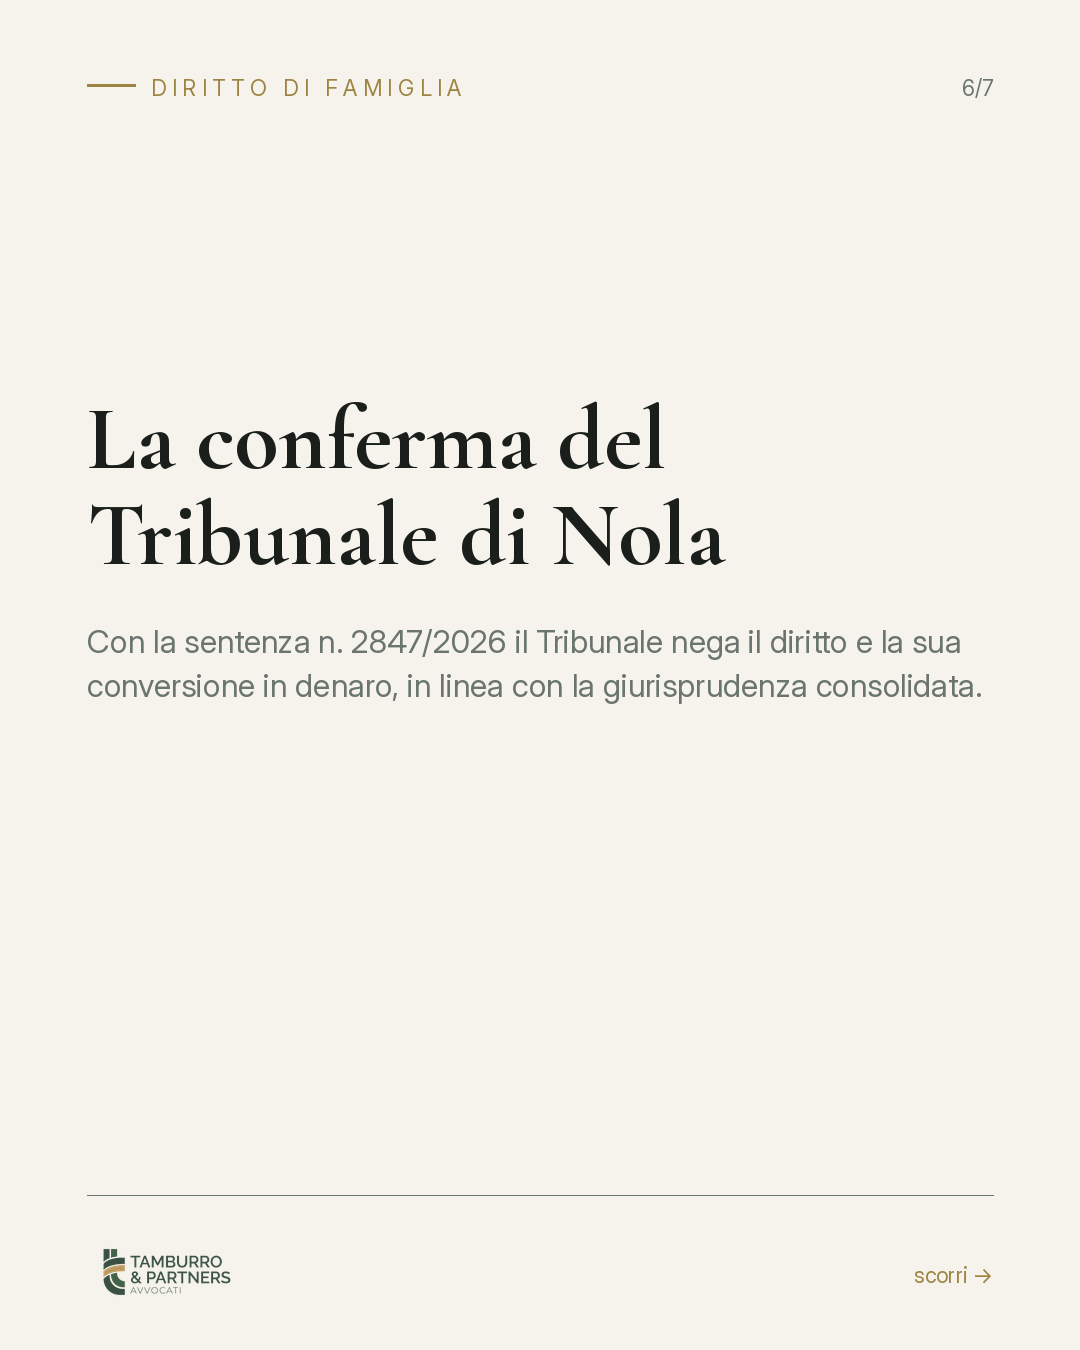 DIRITTO DI FAMIGLIA
6/7
La conferma del
Tribunale di Nola
Con la sentenza n. 2847/2026 il Tribunale nega il diritto e la sua
conversione in denaro, in linea con la giurisprudenza consolidata.
TAMBURRO
& PARTNERS
AVVOCATI
scorri →